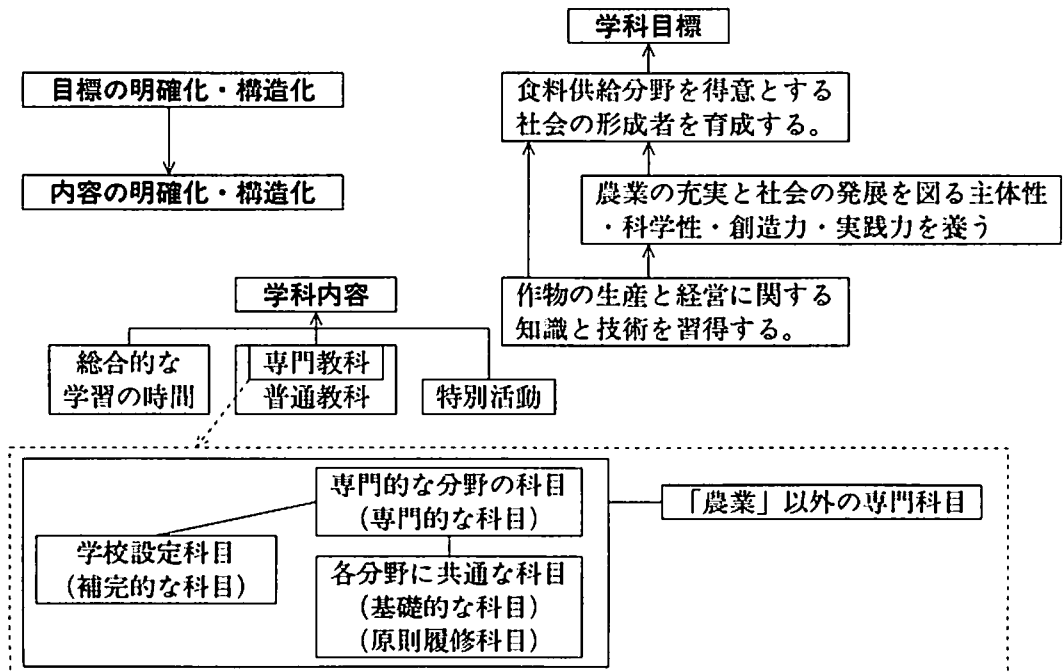 学科目標
目標の明確化・構造化
食料供給分野を得意とする
社会の形成者を育成する。
内容の明確化・構造化
農業の充実と社会の発展を図る主体性
・科学性・創造力・実践力を養う
学科内容
作物の生産と経営に関する
知識と技術を習得する。
総合的な
学習の時間
専門教科
普通教科
特別活動
専門的な分野の科目
(専門的な科目)
「農業」以外の専門科目
学校設定科目
(補完的な科目)
各分野に共通な科目
(基礎的な科目)
(原則履修科目)